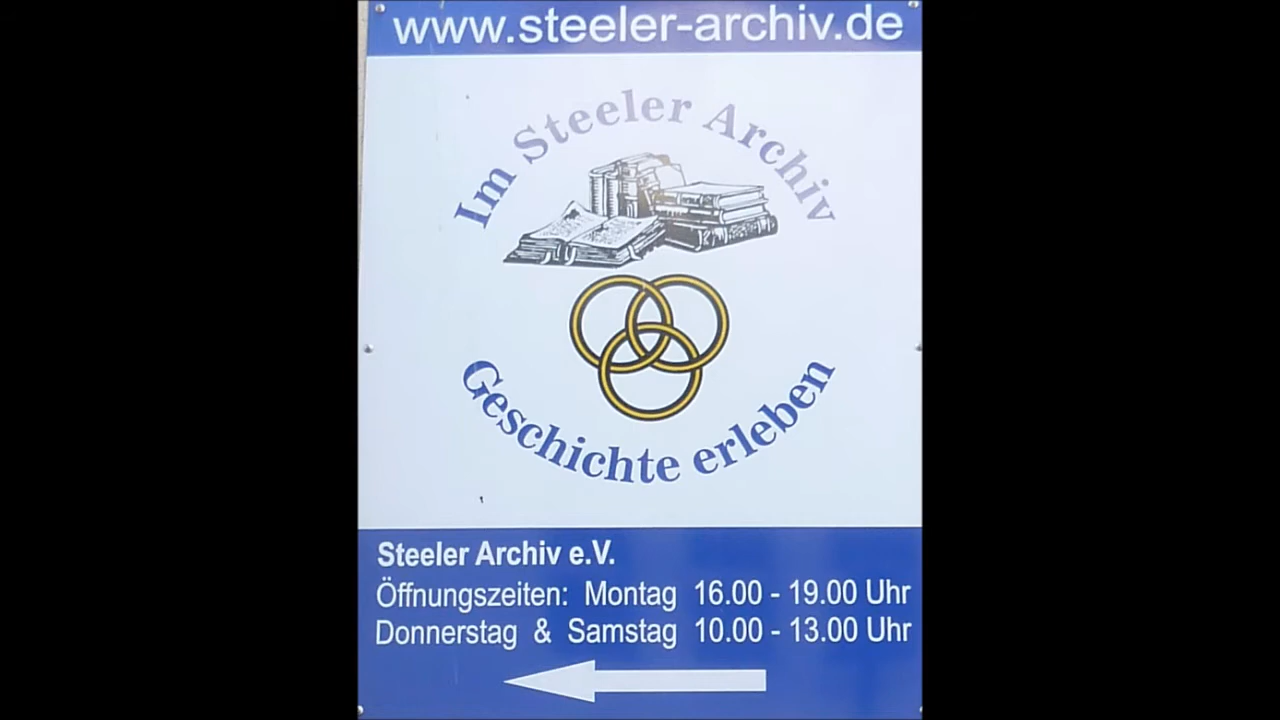 www.steeler-archiv.de
Im Steeler Archiv
Geschichte erleben
Steeler Archiv e.V.
Öffnungszeiten: Montag 16.00 - 19.00 Uhr
Donnerstag & Samstag 10.00 - 13.00 Uhr